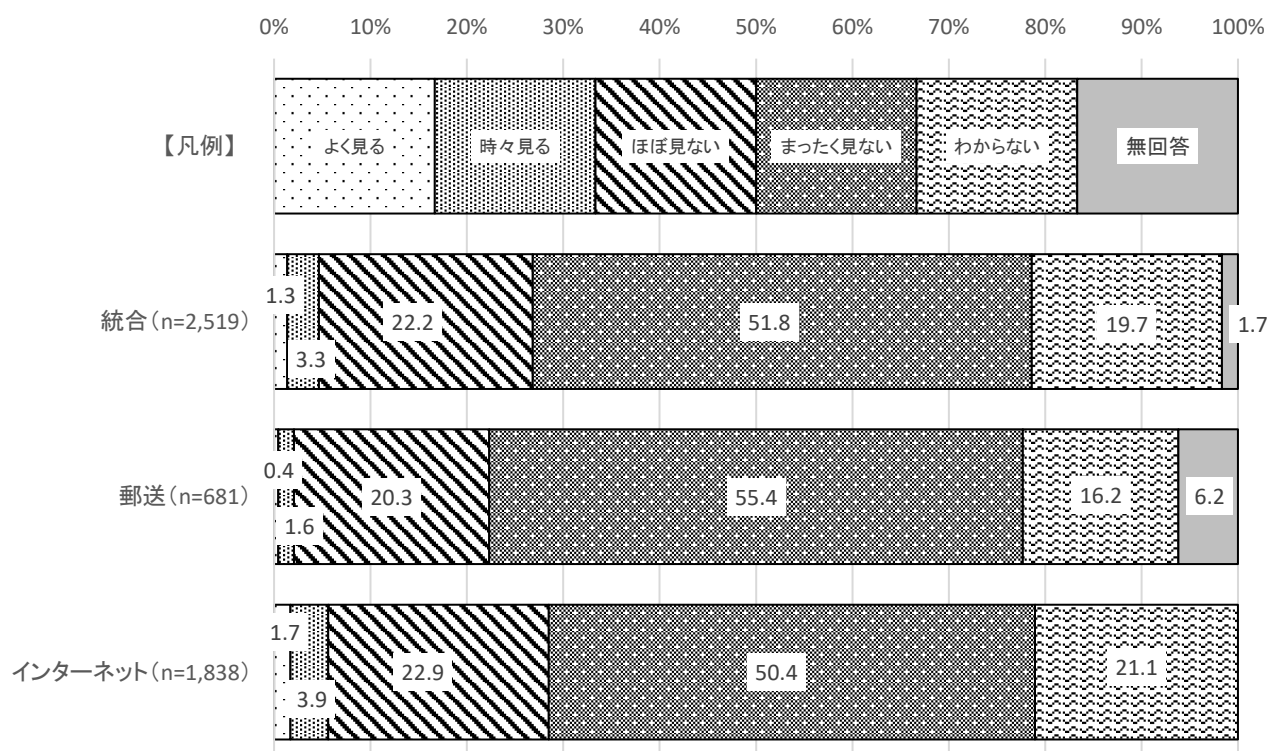 0% 10% 20% 30% 40% 50% 60% 70% 80% 90% 100%
【凡例】 よく見る 時々見る ほぼ見ない まったく見ない わからない 無回答
統合(n=2,519) 1.3 3.3 22.2 51.8 19.7 1.7
郵送(n=681) 0.4 1.6 20.3 55.4 16.2 6.2
インターネット(n=1,838) 1.7 3.9 22.9 50.4 21.1